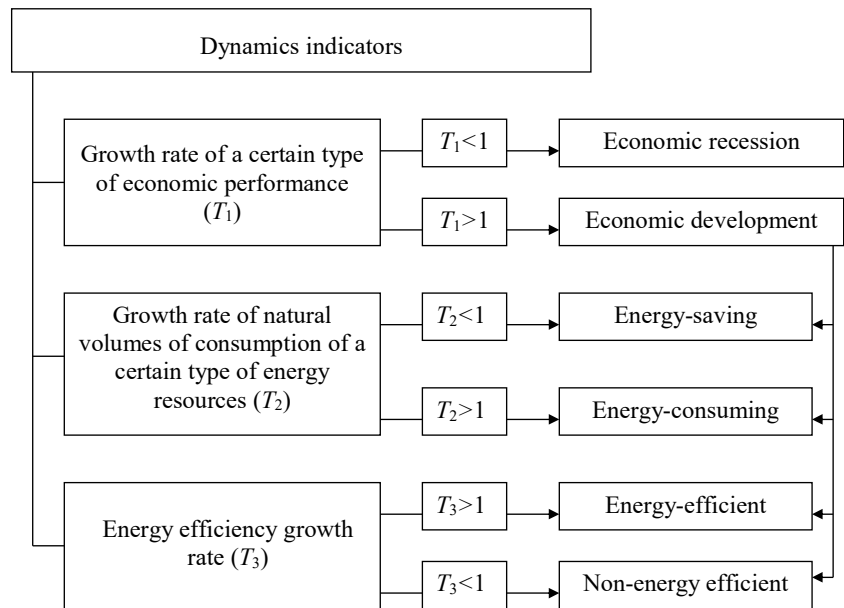 Dynamics indicators
Growth rate of a certain type
of economic performance
(T₁)
T₁<1
Economic recession
T₁>1
Economic development
Growth rate of natural
volumes of consumption of a
certain type of energy
resources (T₂)
T₂<1
Energy-saving
T₂>1
Energy-consuming
Energy efficiency growth
rate (T₃)
T₃>1
Energy-efficient
T₃<1
Non-energy efficient